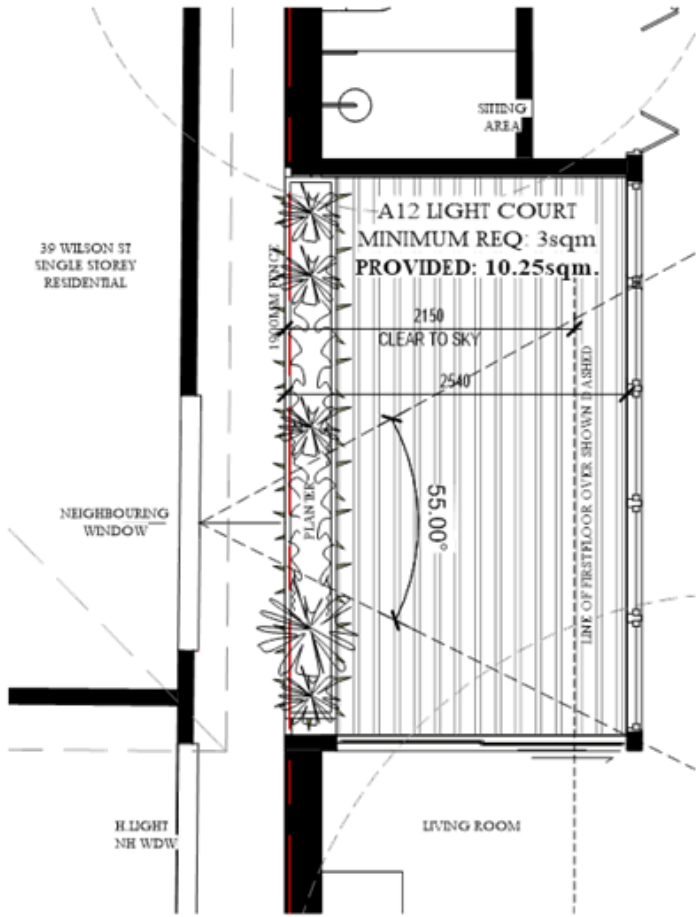 SITTING
AREA
A12 LIGHT COURT
MINIMUM REQ: 3sqm
PROVIDED: 10.25sqm.
39 WILSON ST
SINGLE STOREY
RESIDENTIAL
1900MM FENCE
2150
CLEAR TO SKY
2540
LINE OF FIRST FLOOR OVER SHOWN DASHED
55.00°
PLANTER
NEIGHBOURING
WINDOW
H.LIGHT
NH WDW
LIVING ROOM